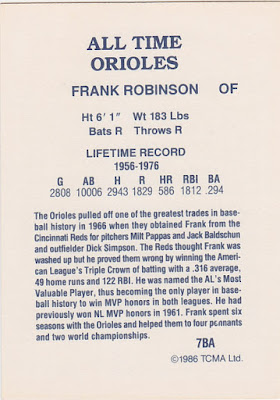 ALL TIME
ORIOLES
FRANK ROBINSON OF
Ht 6' 1" Wt 183 Lbs
Bats R Throws R
LIFETIME RECORD
1956-1976
G AB H R HR RBI BA
2808 10006 2943 1829 586 1812 .294
The Orioles pulled off one of the greatest trades in base-
ball history in 1966 when they obtained Frank from the
Cincinnati Reds for pitchers Milt Pappas and Jack Baldschun
and outfielder Dick Simpson. The Reds thought Frank was
washed up but he proved them wrong by winning the Amer-
ican League's Triple Crown of batting with a .316 average,
49 home runs and 122 RBI. He was named the AL's Most
Valuable Player, thus becoming the only player in base-
ball history to win MVP honors in both leagues. He had
previously won NL MVP honors in 1961. Frank spent six
seasons with the Orioles and helped them to four pennants
and two world championships.
7BA
©1986 TCMA Ltd.